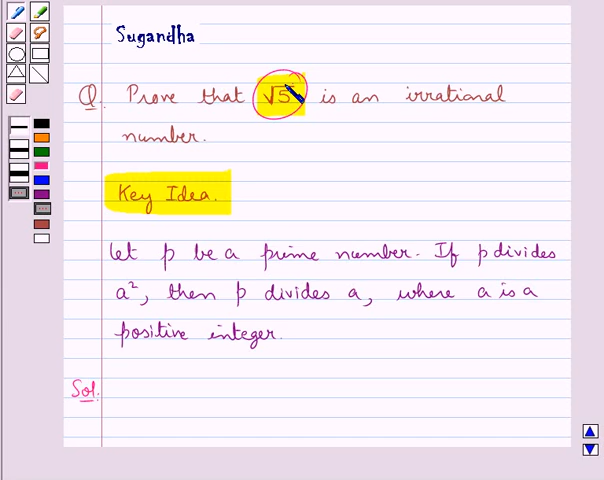 Sugandha
Q. Prove that √5 is an irrational
number.
Key Idea.
Let p be a prime number. If p divides
a², then p divides a, where a is a
positive integer.
Sol.